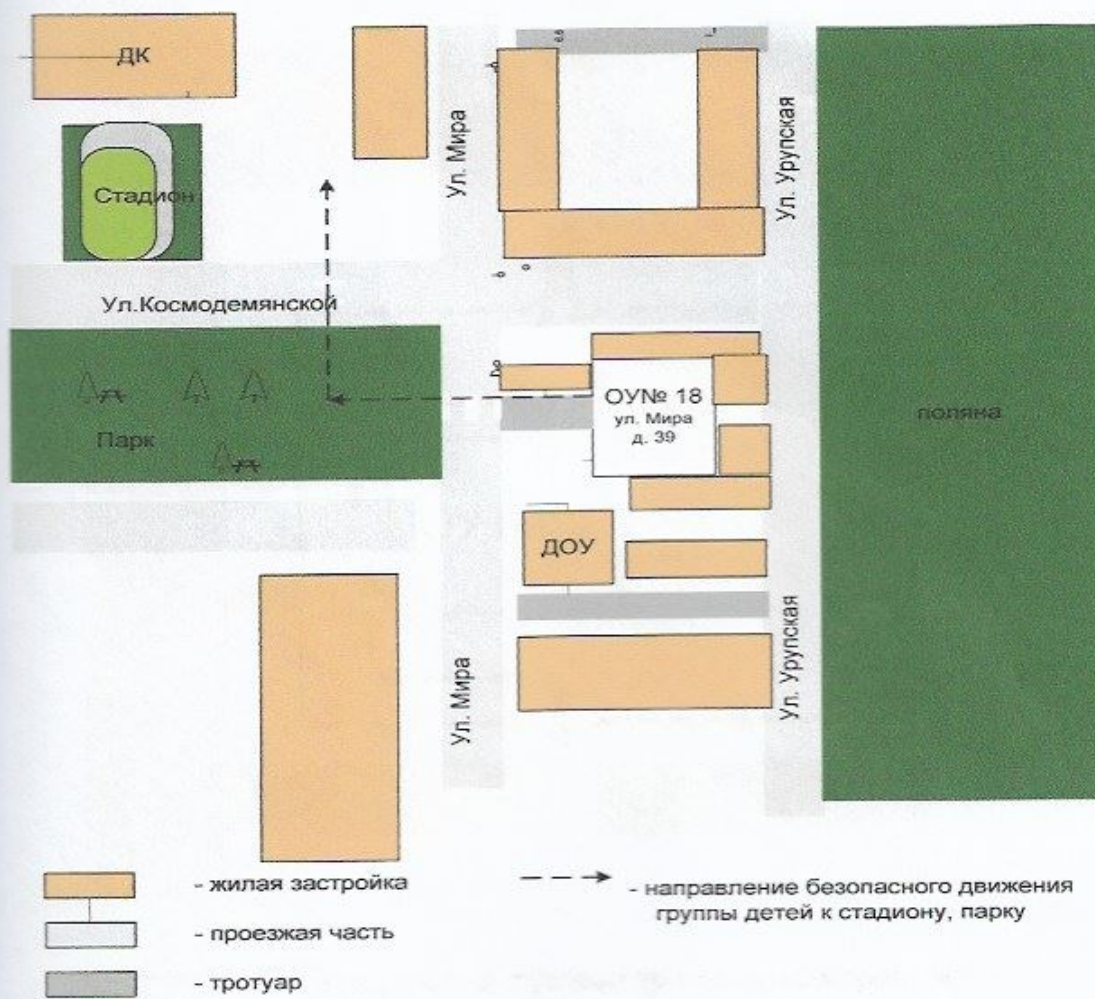 ДК
Стадион
Ул. Мира
Ул. Урупская
Ул.Космодемянской
Парк
ОУ№ 18
ул. Мира
д. 39
поляна
ДОУ
Ул. Мира
Ул. Урупская
- жилая застройка
- проезжая часть
- тротуар
- направление безопасного движения
группы детей к стадиону, парку